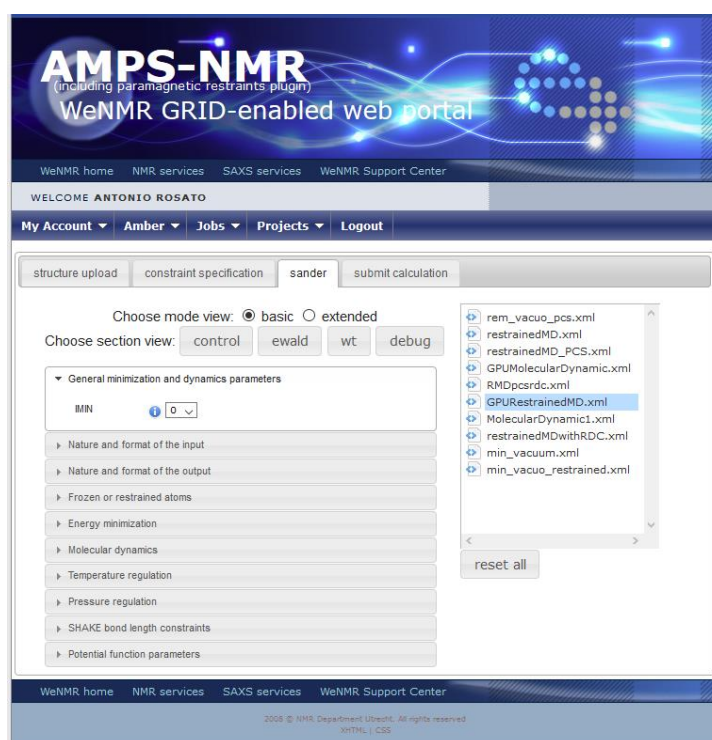 AMPS-NMR
(including paramagnetic restraints plugin)
WeNMR GRID-enabled web portal
WeNMR home NMR services SAXS services WeNMR Support Center
WELCOME ANTONIO ROSATO
My Account Amber Jobs Projects Logout
structure upload constraint specification sander submit calculation
Choose mode view: basic extended
Choose section view: control ewald wt debug
General minimization and dynamics parameters
IMIN 0
Nature and format of the input
Nature and format of the output
Frozen or restrained atoms
Energy minimization
Molecular dynamics
Temperature regulation
Pressure regulation
SHAKE bond length constraints
Potential function parameters
rem_vacuo_pcs.xml
restrainedMD.xml
restrainedMD_PCS.xml
GPUMolecularDynamic.xml
RMDpcsrdc.xml
GPURestrainedMD.xml
MolecularDynamic1.xml
restrainedMDwithRDC.xml
min_vacuum.xml
min_vacuo_restrained.xml
reset all
WeNMR home NMR services SAXS services WeNMR Support Center
2008 © NMR Department Utrecht. All rights reserved
XHTML | CSS